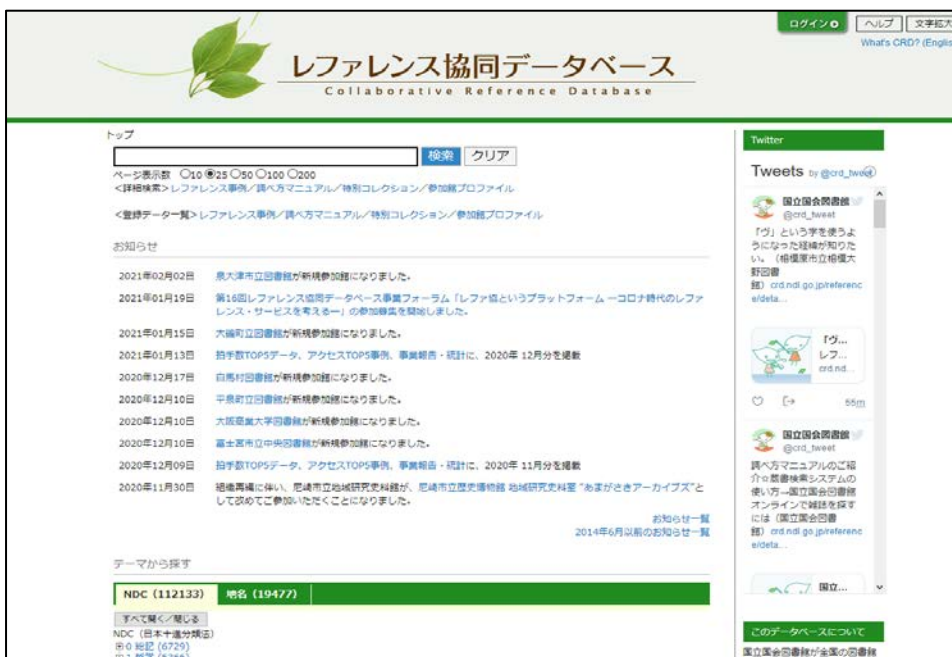 ログイン
ヘルプ
文字拡大
What's CRD? (English
レファレンス協同データベース
Collaborative Reference Database
トップ
検索 クリア
ページ表示数 10 25 50 100 200
<詳細検索>レファレンス事例／調べ方マニュアル／特別コレクション／参加館プロファイル
<登録データ一覧>レファレンス事例／調べ方マニュアル／特別コレクション／参加館プロファイル
お知らせ
2021年02月02日 泉大津市立図書館が新規参加館になりました。
2021年01月19日 第16回レファレンス協同データベース事業フォーラム「レファ協というプラットフォーム ーコロナ時代のレファ
レンス・サービスを考えるー」の参加募集を開始しました。
2021年01月15日 大磯町立図書館が新規参加館になりました。
2021年01月13日 拍手数TOP5データ、アクセスTOP5事例、事業報告・統計に、2020年 12月分を掲載
2020年12月17日 白馬村図書館が新規参加館になりました。
2020年12月10日 平泉町立図書館が新規参加館になりました。
2020年12月10日 大阪産業大学図書館が新規参加館になりました。
2020年12月10日 富士宮市立中央図書館が新規参加館になりました。
2020年12月09日 拍手数TOP5データ、アクセスTOP5事例、事業報告・統計に、2020年 11月分を掲載
2020年11月30日 組織再編に伴い、尼崎市立地域研究史料館が、尼崎市立歴史博物館 地域研究史料室 "あまがさきアーカイブズ"と
して改めてご参加いただくことになりました。
お知らせ一覧
2014年6月以前のお知らせ一覧
テーマから探す
NDC (112133) 地名 (19477)
すべて開く／閉じる
NDC（日本十進分類法）
0 総記 (6729)
Twitter
Tweets by @crd_tweet
国立国会図書館
@crd_tweet
「ヴ」という字を使うよ
うになった経緯が知りた
い。（相模原市立相模大
野図書
館）crd.ndl.go.jp/referenc
e/deta...
「ヴ...
レフ...
crd.nd...
55m
国立国会図書館
@crd_tweet
調べ方マニュアルのご紹
介☆蔵書検索システムの
使い方→国立国会図書館
オンラインで雑誌を探す
には（国立国会図書
館）crd.ndl.go.jp/referenc
e/deta...
国立...
このデータベースについて
国立国会図書館が全国の図書館